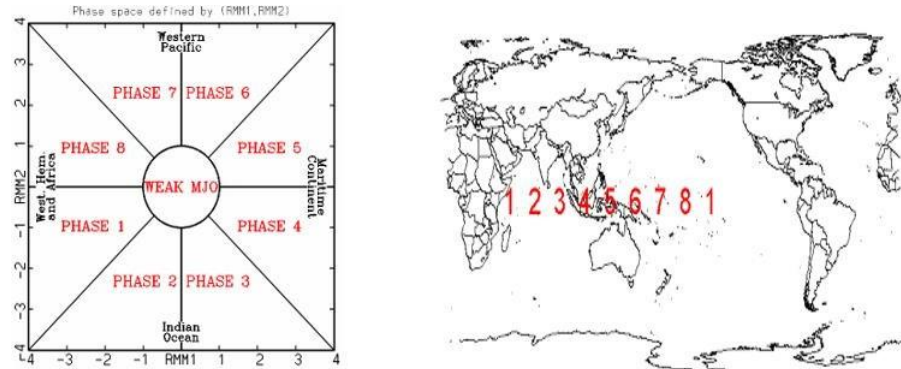 Phase space defined by (RMM1,RMM2)
4
3
2
1
0
-1
-2
-3
-4
RMM2
Western
Pacific
PHASE 7
PHASE 6
PHASE 8
PHASE 5
West. Hem.
and Africa
WEAK MJO
Maritime
Continent
PHASE 1
PHASE 4
PHASE 2
PHASE 3
Indian
Ocean
-4 -3 -2 -1 RMM1 1 2 3 4
1 2 3 4 5 6 7 8 1